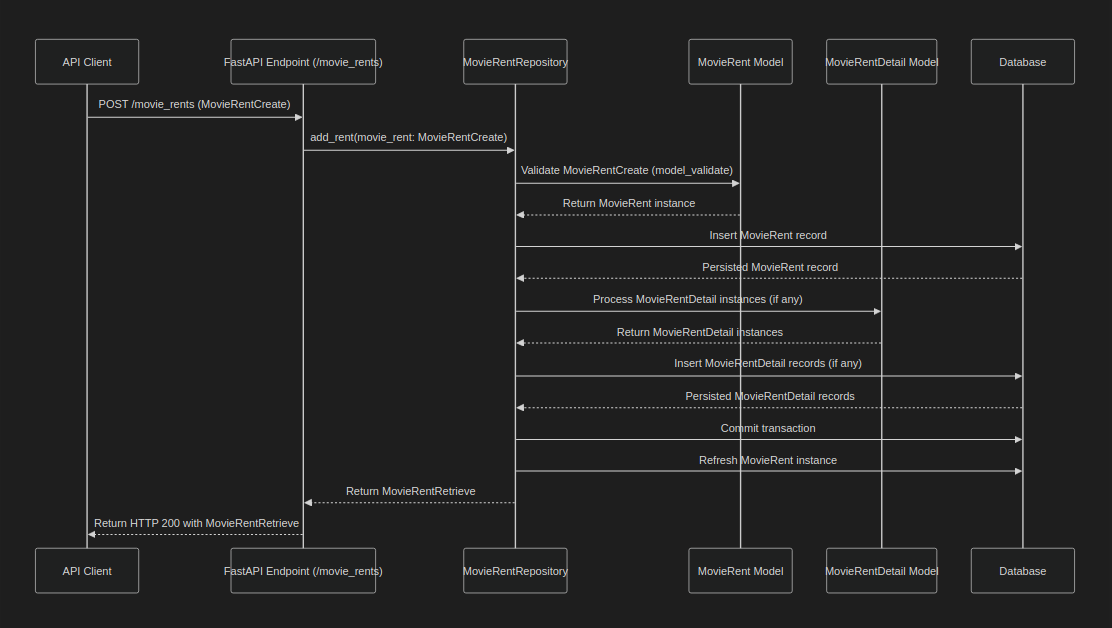 API Client
FastAPI Endpoint (/movie_rents)
MovieRentRepository
MovieRent Model
MovieRentDetail Model
Database
POST /movie_rents (MovieRentCreate)
add_rent(movie_rent: MovieRentCreate)
Validate MovieRentCreate (model_validate)
Return MovieRent instance
Insert MovieRent record
Persisted MovieRent record
Process MovieRentDetail instances (if any)
Return MovieRentDetail instances
Insert MovieRentDetail records (if any)
Persisted MovieRentDetail records
Commit transaction
Refresh MovieRent instance
Return MovieRentRetrieve
Return HTTP 200 with MovieRentRetrieve
API Client
FastAPI Endpoint (/movie_rents)
MovieRentRepository
MovieRent Model
MovieRentDetail Model
Database